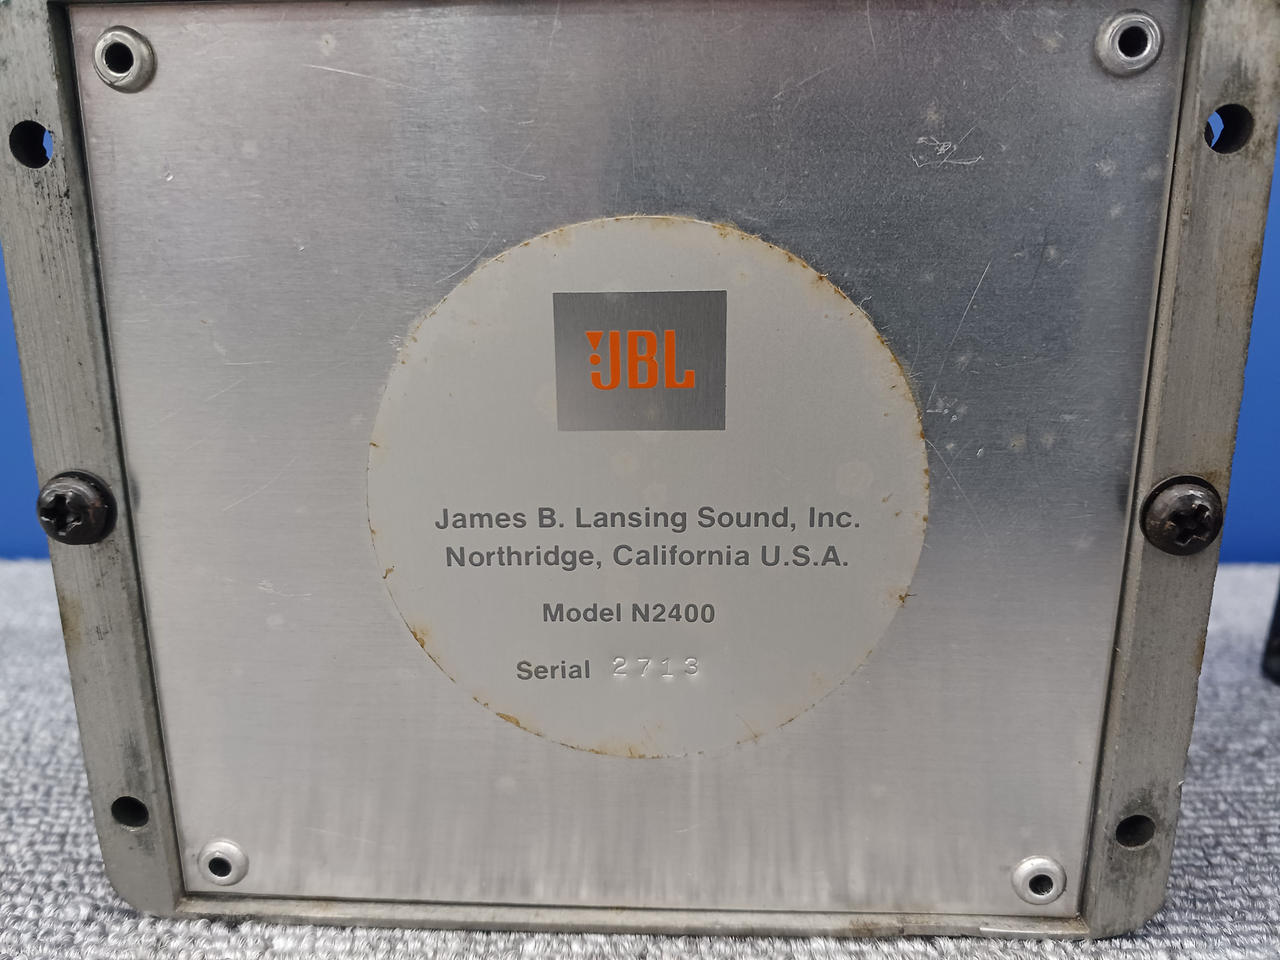 JBL
James B. Lansing Sound, Inc.
Northridge, California U.S.A.
Model N2400
Serial 2713